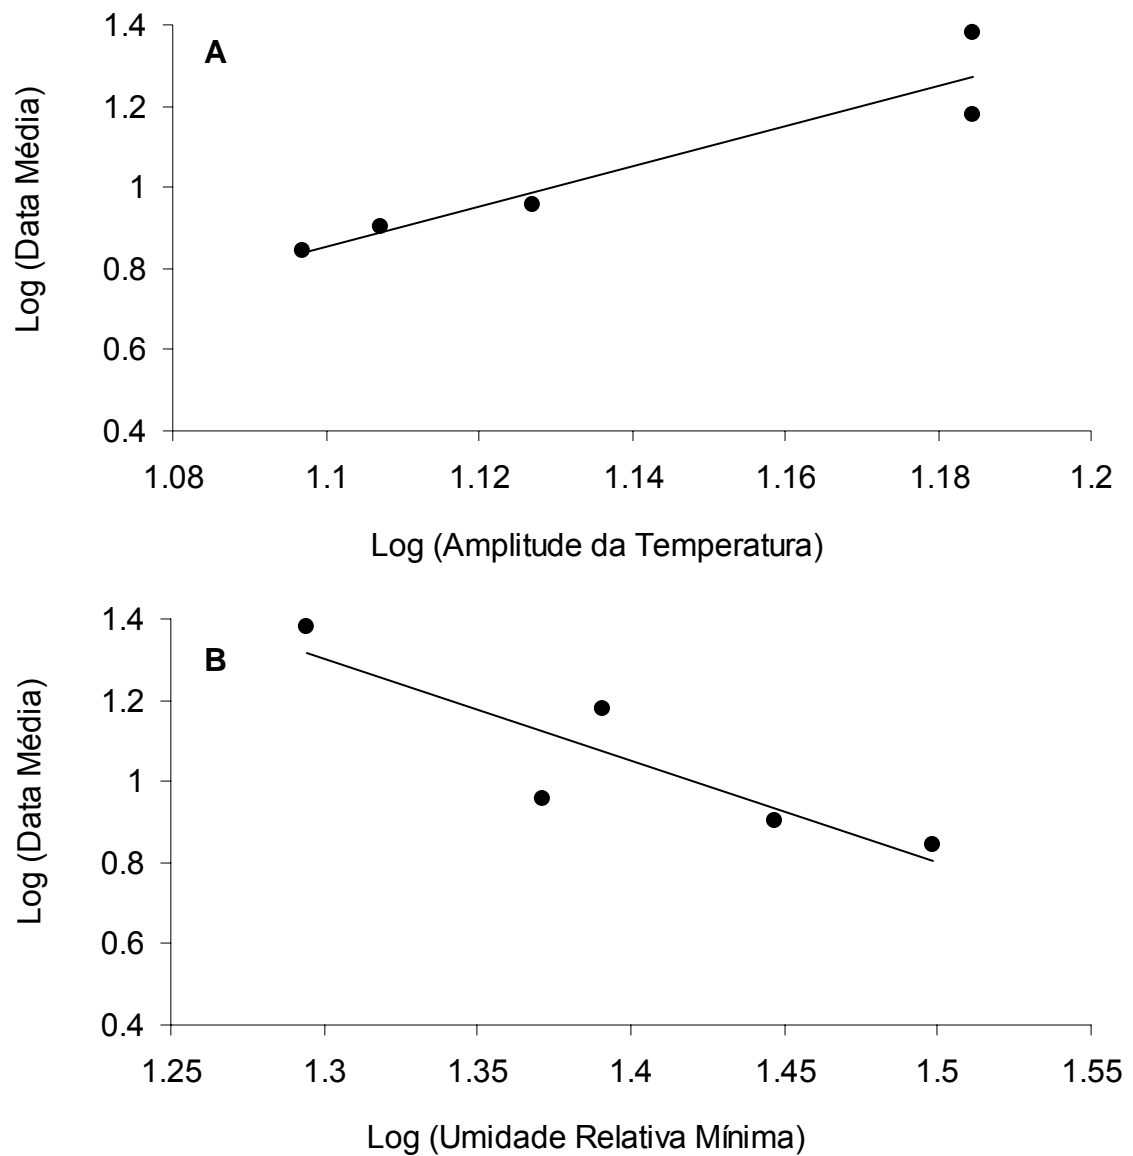 A
Log (Data Média)
1.4
1.2
1
0.8
0.6
0.4
1.08 1.1 1.12 1.14 1.16 1.18 1.2
Log (Amplitude da Temperatura)
B
Log (Data Média)
1.4
1.2
1
0.8
0.6
0.4
1.25 1.3 1.35 1.4 1.45 1.5 1.55
Log (Umidade Relativa Mínima)